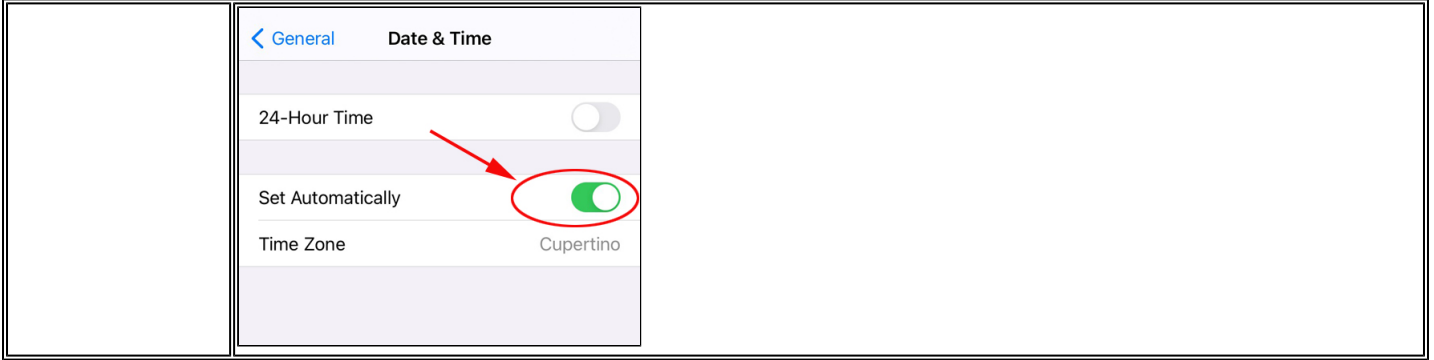 General Date & Time
24-Hour Time
Set Automatically
Time Zone Cupertino